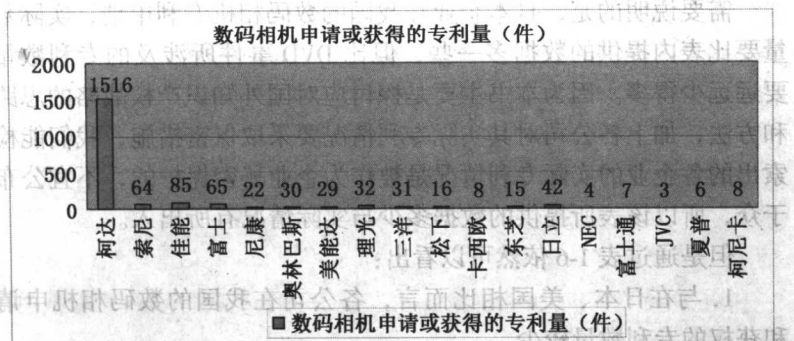 数码相机申请或获得的专利量（件）
2000
1500
1000
500
0
1516 64 85 65 22 30 29 32 31 16 8 15 42 4 7 3 6 8
柯达 索尼 佳能 富士 尼康 奥林巴斯 美能达 理光 三洋 松下 卡西欧 东芝 日立 NEC 富士通 JVC 夏普 柯尼卡
数码相机申请或获得的专利量（件）